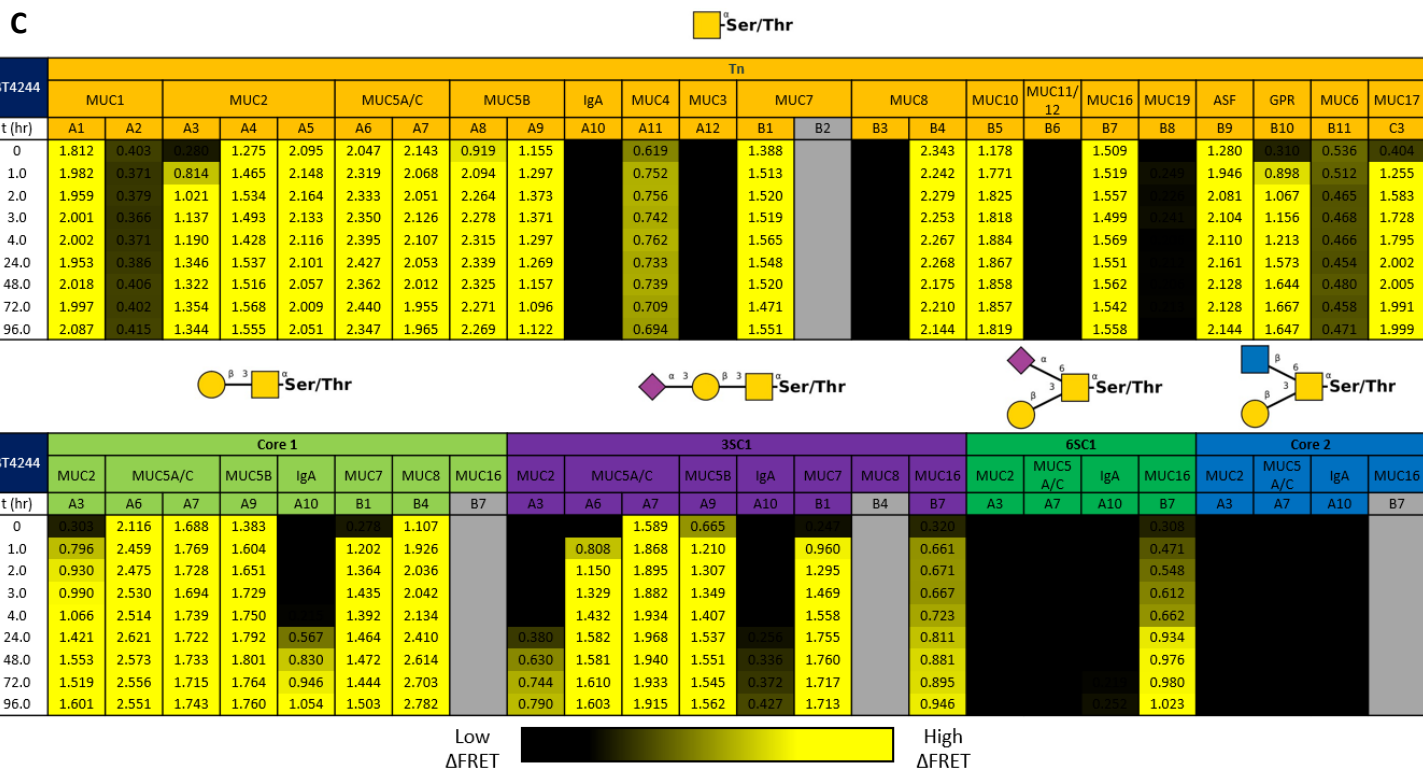 C
α
-Ser/Thr
Tn
T4244 MUC1 MUC2 MUC5A/C MUC5B IgA MUC4 MUC3 MUC7 MUC8 MUC10 MUC11/ 12 MUC16 MUC19 ASF GPR MUC6 MUC17
t (hr) A1 A2 A3 A4 A5 A6 A7 A8 A9 A10 A11 A12 B1 B2 B3 B4 B5 B6 B7 B8 B9 B10 B11 C3
0 1.812 0.403 0.280 1.275 2.095 2.047 2.143 0.919 1.155 0.619 1.388 2.343 1.178 1.509 1.280 0.310 0.536 0.404
1.0 1.982 0.371 0.814 1.465 2.148 2.319 2.068 2.094 1.297 0.752 1.513 2.242 1.771 1.519 0.249 1.946 0.898 0.512 1.255
2.0 1.959 0.379 1.021 1.534 2.164 2.333 2.051 2.264 1.373 0.756 1.520 2.279 1.825 1.557 0.226 2.081 1.067 0.465 1.583
3.0 2.001 0.366 1.137 1.493 2.133 2.350 2.126 2.278 1.371 0.742 1.519 2.253 1.818 1.499 0.241 2.104 1.156 0.468 1.728
4.0 2.002 0.371 1.190 1.428 2.116 2.395 2.107 2.315 1.297 0.762 1.565 2.267 1.884 1.569 2.110 1.213 0.466 1.795
24.0 1.953 0.386 1.346 1.537 2.101 2.427 2.053 2.339 1.269 0.733 1.548 2.268 1.867 1.551 2.161 1.573 0.454 2.002
48.0 2.018 0.406 1.322 1.516 2.057 2.362 2.012 2.325 1.157 0.739 1.520 2.175 1.858 1.562 2.128 1.644 0.480 2.005
72.0 1.997 0.402 1.354 1.568 2.009 2.440 1.955 2.271 1.096 0.709 1.471 2.210 1.857 1.542 2.128 1.667 0.458 1.991
96.0 2.087 0.415 1.344 1.555 2.051 2.347 1.965 2.269 1.122 0.694 1.551 2.144 1.819 1.558 2.144 1.647 0.471 1.999
β 3 α -Ser/Thr
α 3 β 3 α -Ser/Thr
α 6 β 3 α -Ser/Thr
β 6 β 3 α -Ser/Thr
Core 1 3SC1 6SC1 Core 2
T4244 MUC2 MUC5A/C MUC5B IgA MUC7 MUC8 MUC16 MUC2 MUC5A/C MUC5B IgA MUC7 MUC8 MUC16 MUC2 MUC5 A/C IgA MUC16 MUC2 MUC5 A/C IgA MUC16
t (hr) A3 A6 A7 A9 A10 B1 B4 B7 A3 A6 A7 A9 A10 B1 B4 B7 A3 A7 A10 B7 A3 A7 A10 B7
0 0.303 2.116 1.688 1.383 0.278 1.107 1.589 0.665 0.247 0.320 0.308
1.0 0.796 2.459 1.769 1.604 1.202 1.926 0.808 1.868 1.210 0.960 0.661 0.471
2.0 0.930 2.475 1.728 1.651 1.364 2.036 1.150 1.895 1.307 1.295 0.671 0.548
3.0 0.990 2.530 1.694 1.729 1.435 2.042 1.329 1.882 1.349 1.469 0.667 0.612
4.0 1.066 2.514 1.739 1.750 1.392 2.134 1.432 1.934 1.407 1.558 0.723 0.662
24.0 1.421 2.621 1.722 1.792 0.567 1.464 2.410 0.380 1.582 1.968 1.537 0.256 1.755 0.811 0.934
48.0 1.553 2.573 1.733 1.801 0.830 1.472 2.614 0.630 1.581 1.940 1.551 0.336 1.760 0.881 0.976
72.0 1.519 2.556 1.715 1.764 0.946 1.444 2.703 0.744 1.610 1.933 1.545 0.372 1.717 0.895 0.980
96.0 1.601 2.551 1.743 1.760 1.054 1.503 2.782 0.790 1.603 1.915 1.562 0.427 1.713 0.946 0.252 1.023
Low ΔFRET
High ΔFRET